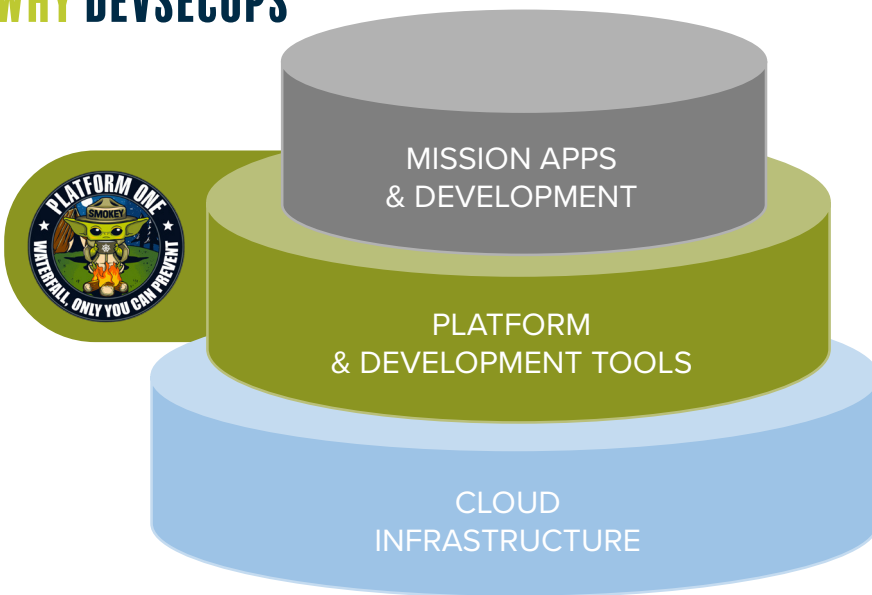 WHY DEVSECOPS
MISSION APPS
& DEVELOPMENT
PLATFORM ONE
SMOKEY
WATERFALL, ONLY YOU CAN PREVENT
PLATFORM
& DEVELOPMENT TOOLS
CLOUD
INFRASTRUCTURE